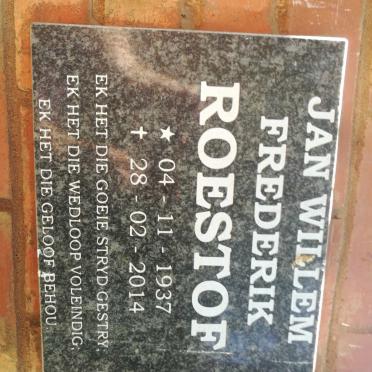 JAN WILLEM
FREDERIK
ROESTOF
★ 04 - 11 - 1937
✝ 28 - 02 - 2014
EK HET DIE GOEIE STRYD GESTRY,
EK HET DIE WEDLOOP VOLEINDIG,
EK HET DIE GELOOF BEHOU.